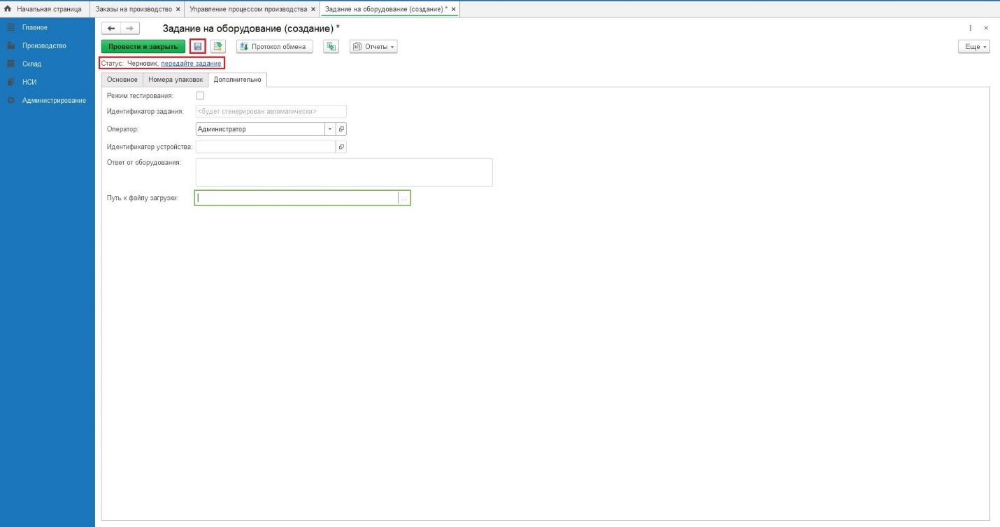 Начальная страница
Заказы на производство ×
Управление процессом производства ×
Задание на оборудование (создание) * ×
Главное
Производство
Склад
НСИ
Администрирование
Задание на оборудование (создание) *
Провести и закрыть
Протокол обмена
Отчеты
Еще
Статус: Черновик, передайте задание
Основное
Номера упаковок
Дополнительно
Режим тестирования:
Идентификатор задания: <будет сгенерирован автоматически>
Оператор: Администратор
Идентификатор устройства:
Ответ от оборудования:
Путь к файлу загрузки: ...